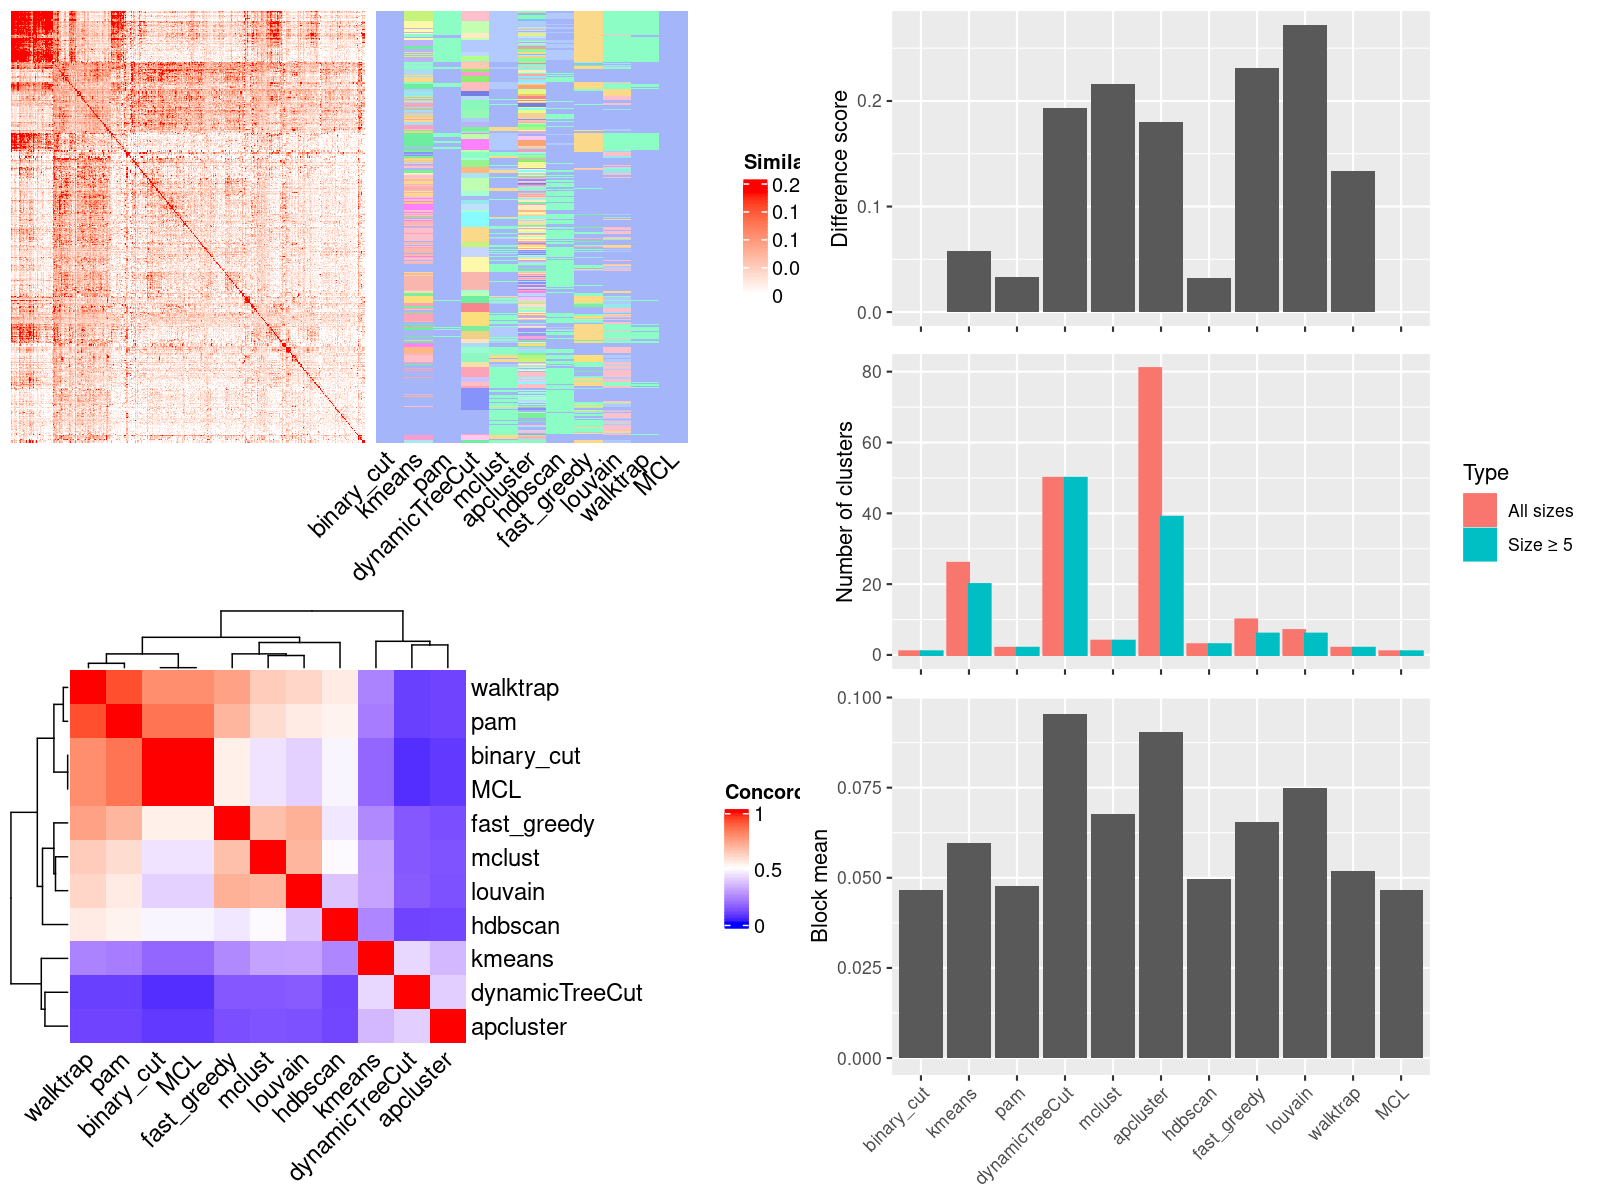 Simila
0.2
0.1
0.1
0.0
0
binary_cut
kmeans
pam
dynamicTreeCut
mclust
apcluster
hdbscan
fast_greedy
louvain
walktrap
MCL
walktrap
pam
binary_cut
MCL
fast_greedy
mclust
louvain
hdbscan
kmeans
dynamicTreeCut
apcluster
walktrap
pam
binary_cut
MCL
fast_greedy
mclust
louvain
hdbscan
kmeans
dynamicTreeCut
apcluster
Concord
1
0.5
0
Difference score
0.2
0.1
0.0
Number of clusters
80
60
40
20
0
Type
All sizes
Size ≥ 5
Block mean
0.100
0.075
0.050
0.025
0.000
binary_cut
kmeans
pam
dynamicTreeCut
mclust
apcluster
hdbscan
fast_greedy
louvain
walktrap
MCL